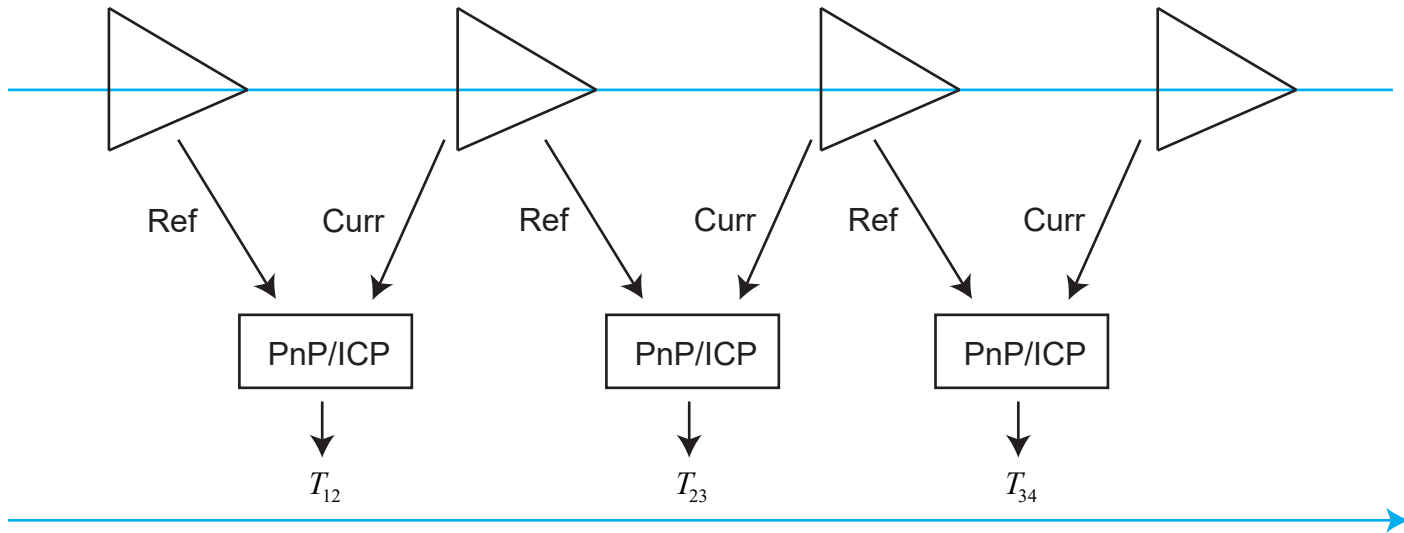 Ref Curr Ref Curr Ref Curr
PnP/ICP PnP/ICP PnP/ICP
T12 T23 T34